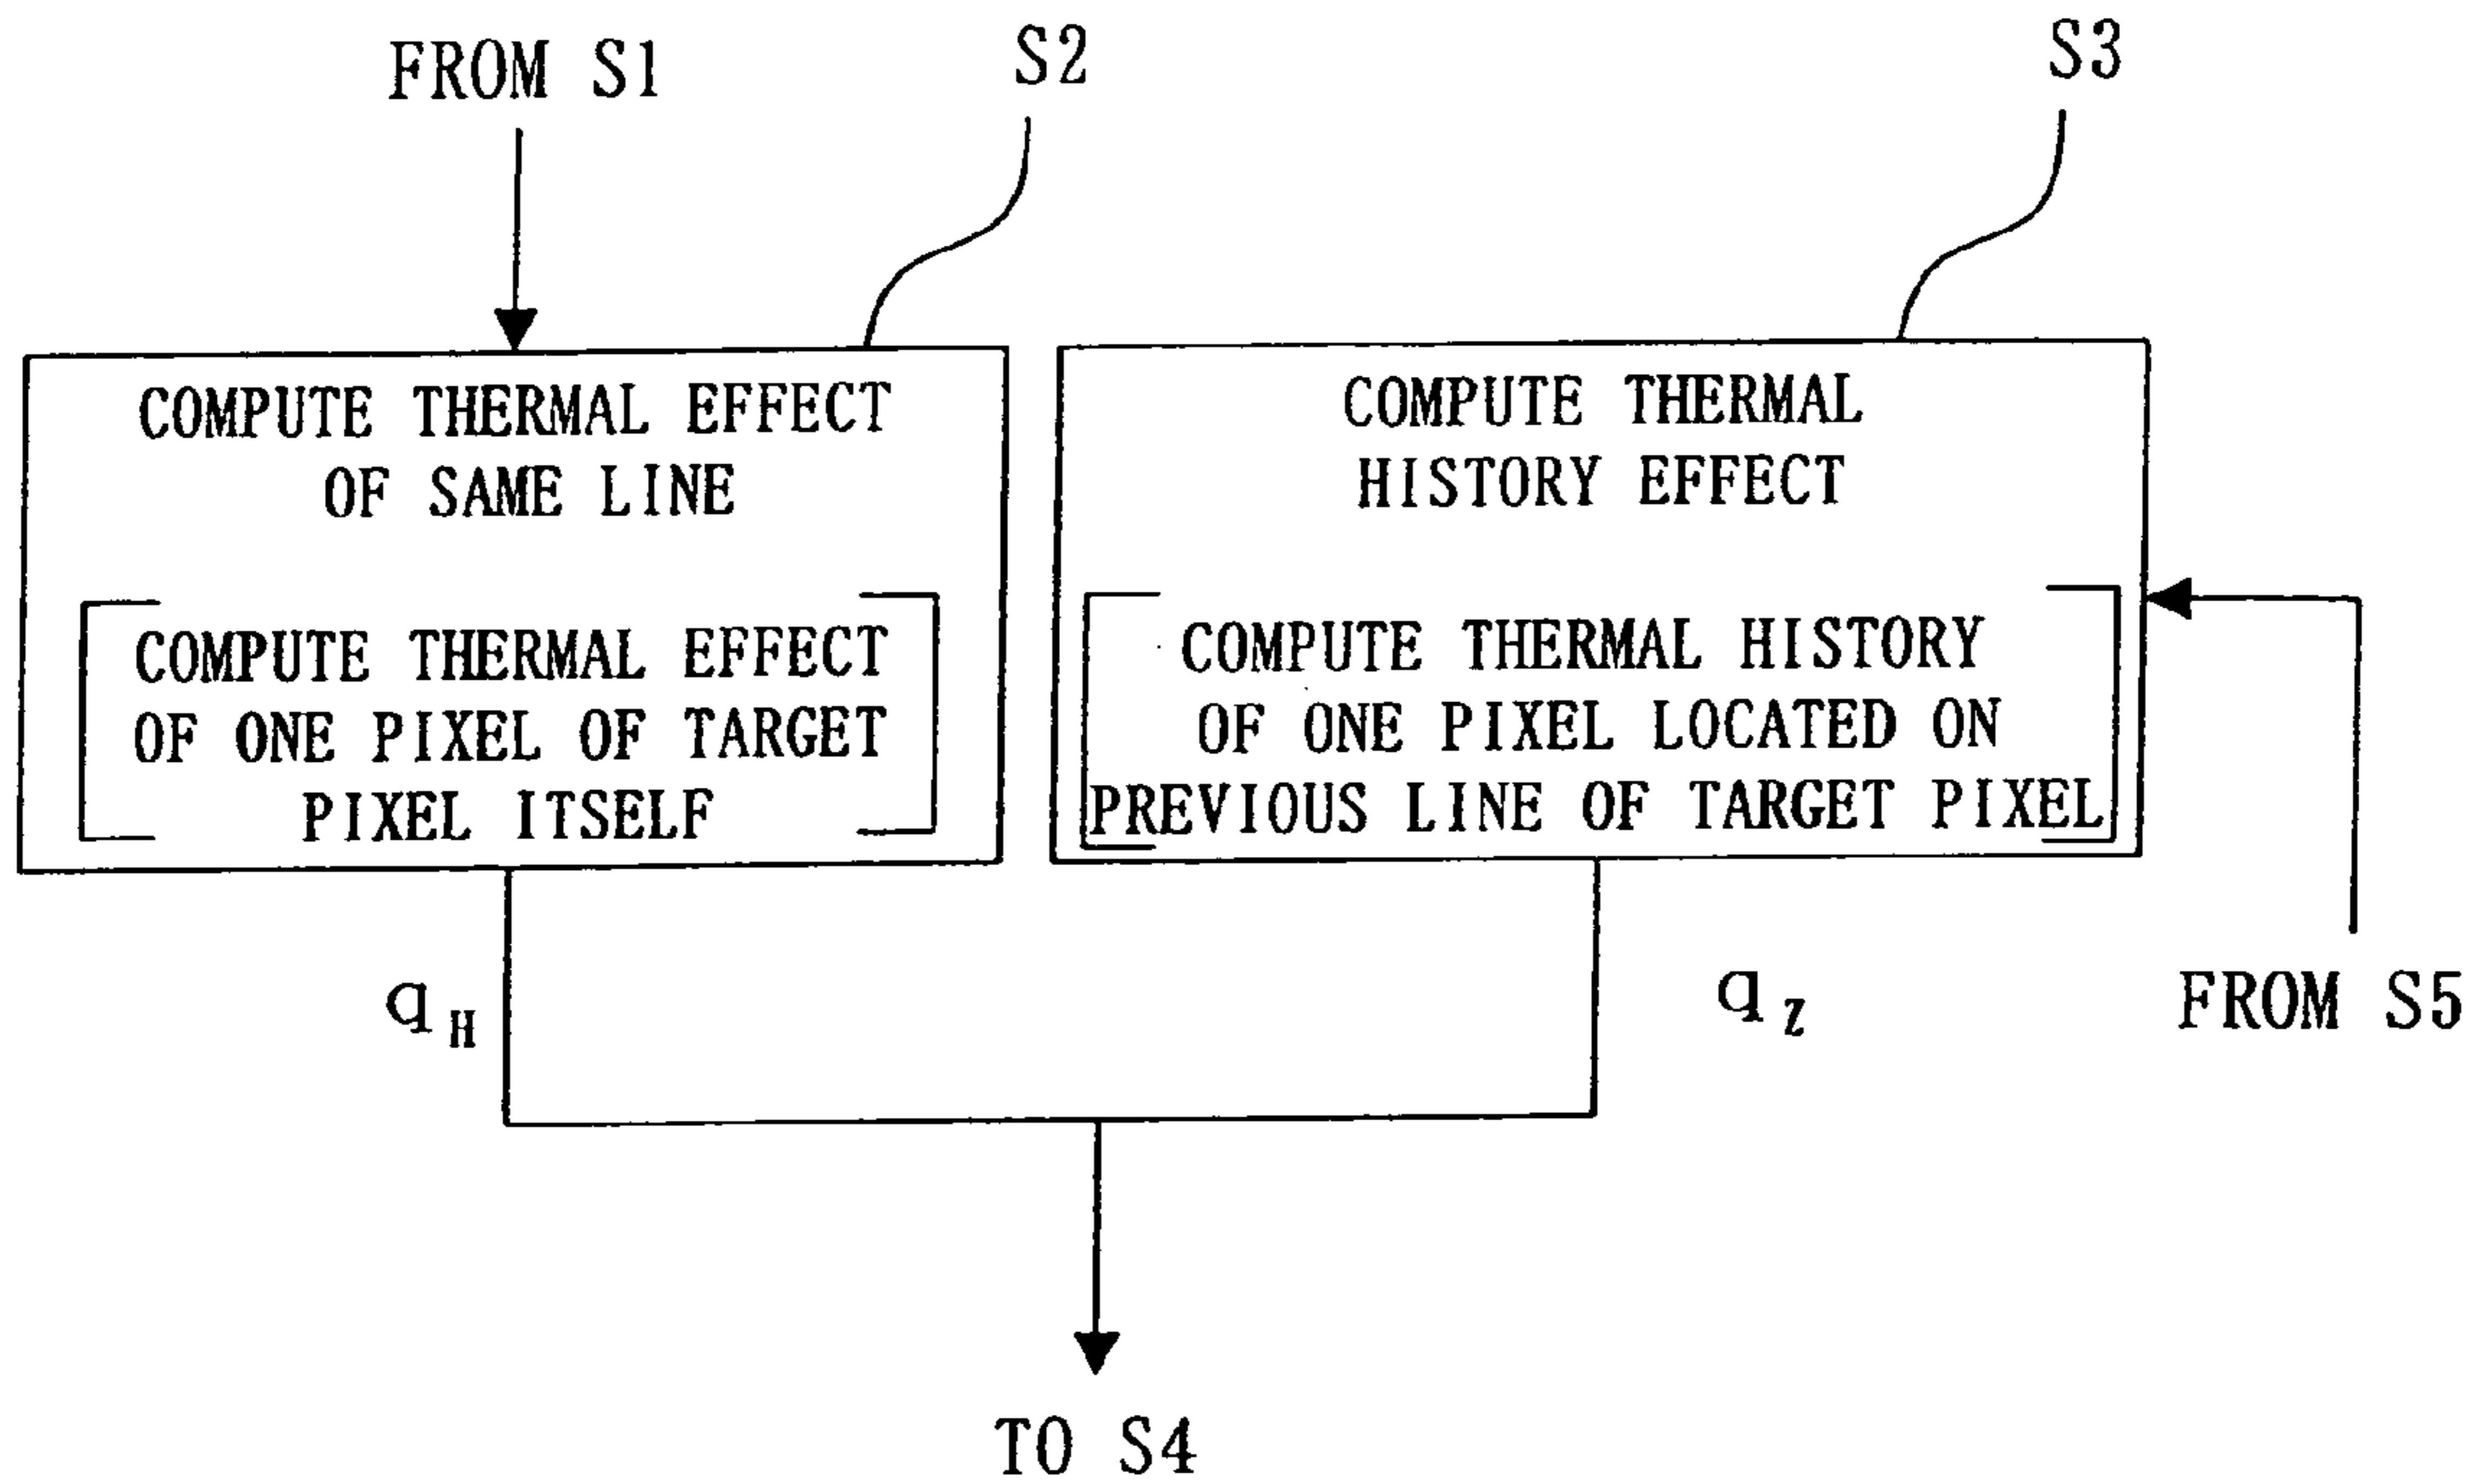 FROM S1
S2
S3
COMPUTE THERMAL EFFECT
OF SAME LINE
COMPUTE THERMAL EFFECT
OF ONE PIXEL OF TARGET
PIXEL ITSELF
COMPUTE THERMAL
HISTORY EFFECT
COMPUTE THERMAL HISTORY
OF ONE PIXEL LOCATED ON
PREVIOUS LINE OF TARGET PIXEL
qH
qZ
FROM S5
TO S4